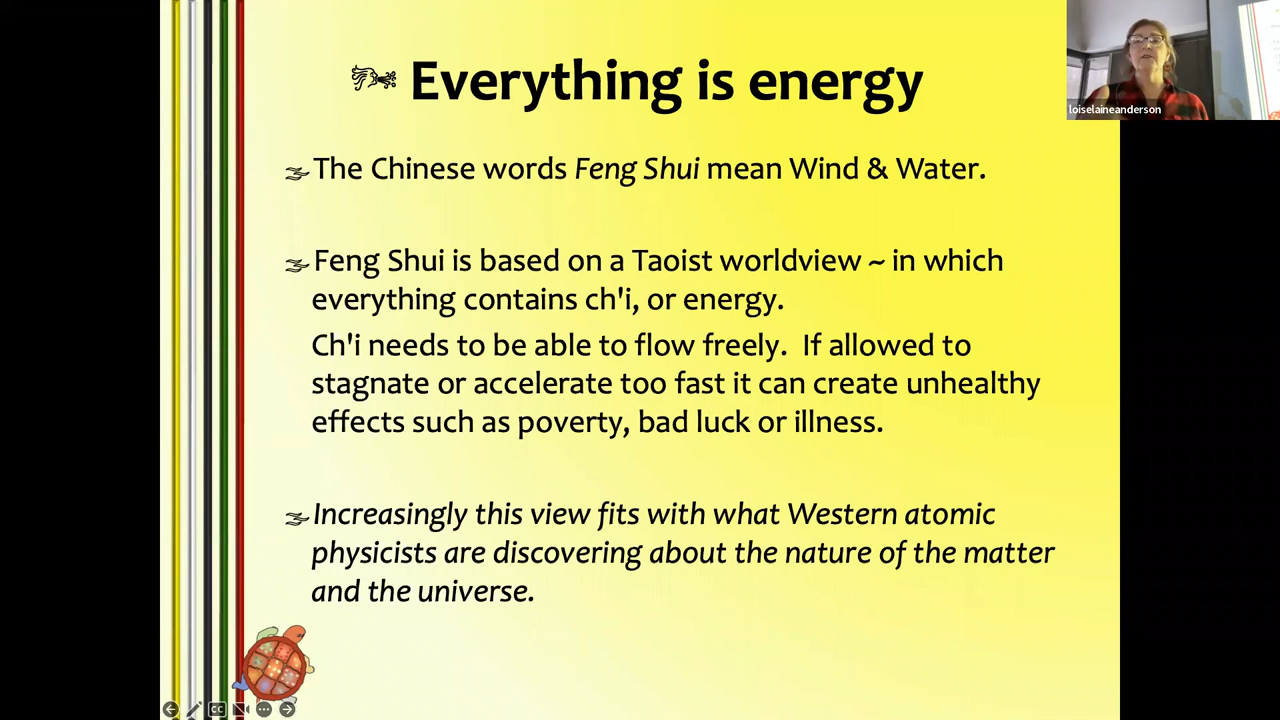 Everything is energy
loiselaineanderson
The Chinese words Feng Shui mean Wind & Water.
Feng Shui is based on a Taoist worldview ~ in which
everything contains ch'i, or energy.
Ch'i needs to be able to flow freely.  If allowed to
stagnate or accelerate too fast it can create unhealthy
effects such as poverty, bad luck or illness.
Increasingly this view fits with what Western atomic
physicists are discovering about the nature of the matter
and the universe.
CC